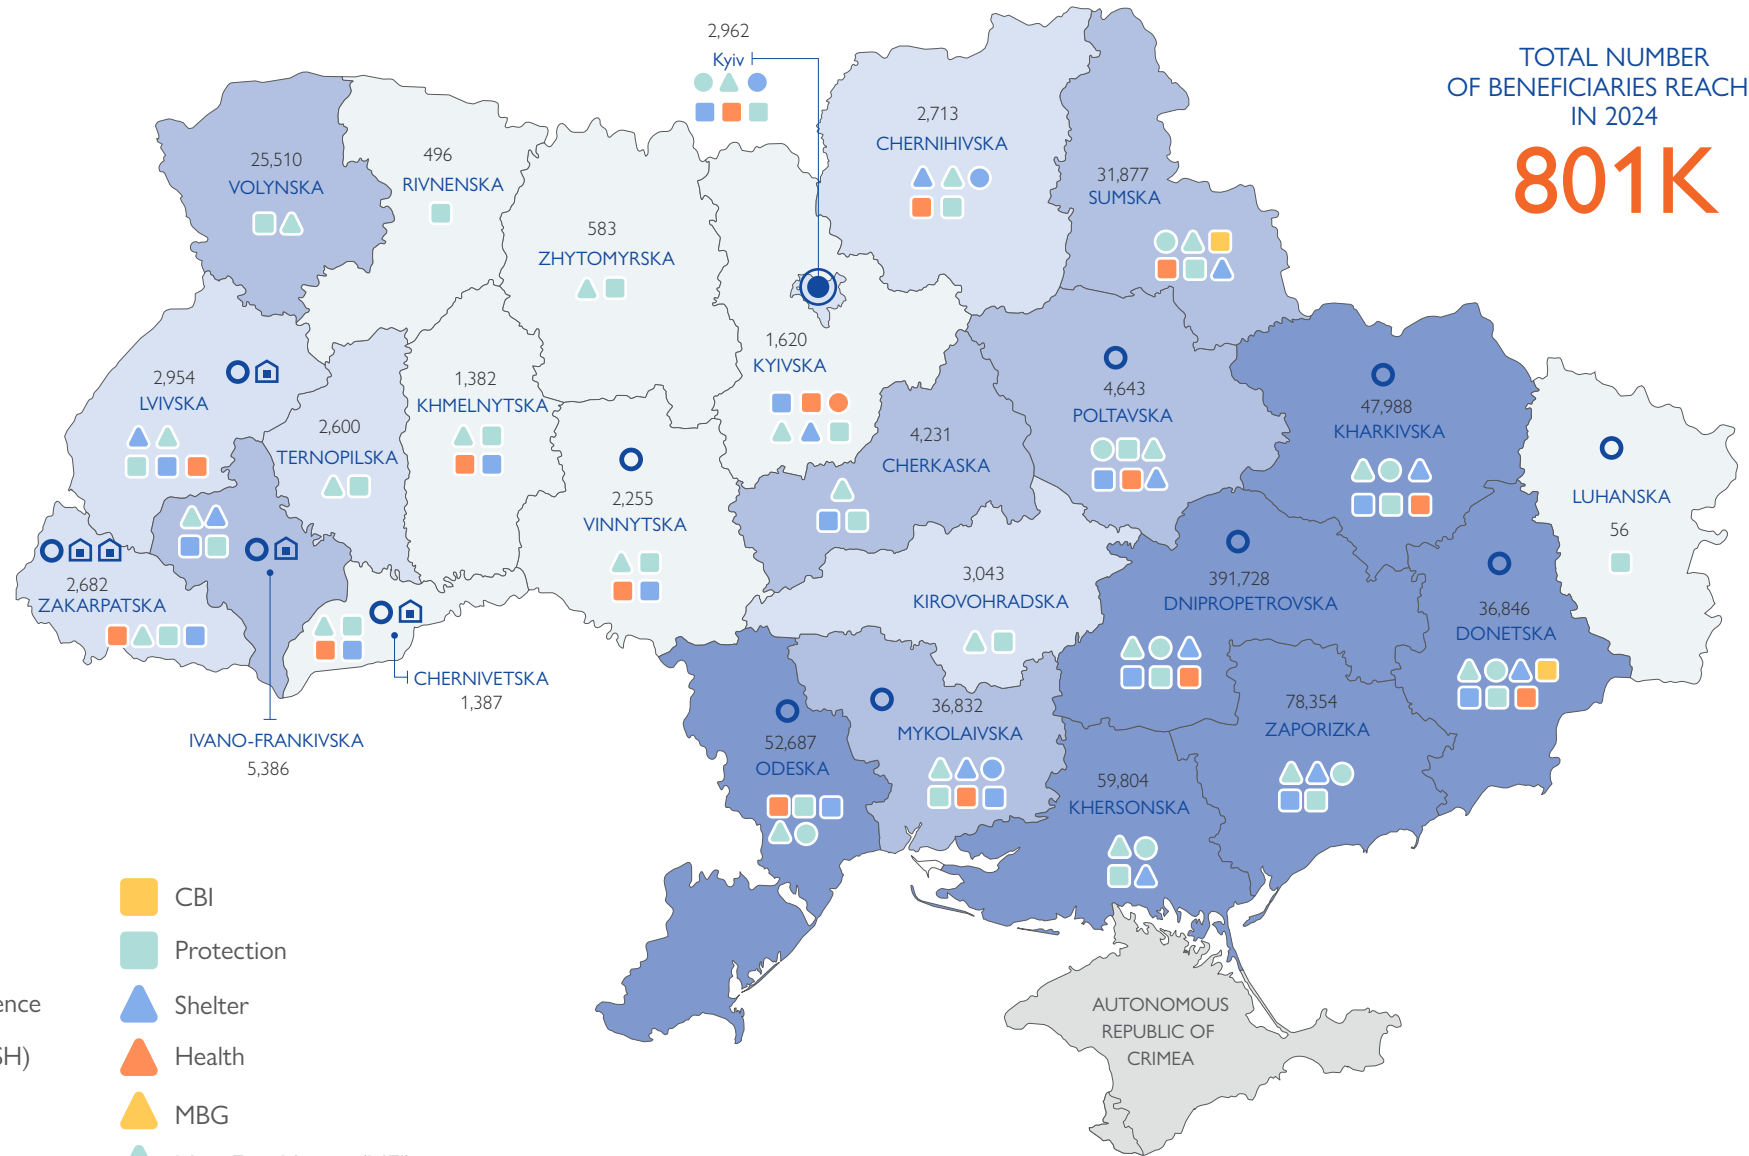 2,962
Kyiv
TOTAL NUMBER
OF BENEFICIARIES REACH
IN 2024
801K
2,713
CHERNIHIVSKA
25,510
VOLYNSKA
496
RIVNENSKA
31,877
SUMSKA
583
ZHYTOMYRSKA
1,620
KYIVSKA
2,954
LVIVSKA
1,382
KHMELNYTSKA
2,600
TERNOPILSKA
4,231
CHERKASKA
4,643
POLTAVSKA
47,988
KHARKIVSKA
2,255
VINNYTSKA
LUHANSKA
56
2,682
ZAKARPATSKA
3,043
KIROVOHRADSKA
391,728
DNIPROPETROVSKA
36,846
DONETSKA
CHERNIVETSKA
1,387
IVANO-FRANKIVSKA
5,386
52,687
ODESKA
36,832
MYKOLAIVSKA
78,354
ZAPORIZKA
59,804
KHERSONSKA
AUTONOMOUS
REPUBLIC OF
CRIMEA
CBI
Protection
ence
Shelter
SH)
Health
MBG